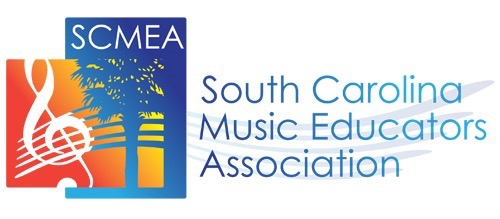 SCMEA
South Carolina
Music Educators
Association